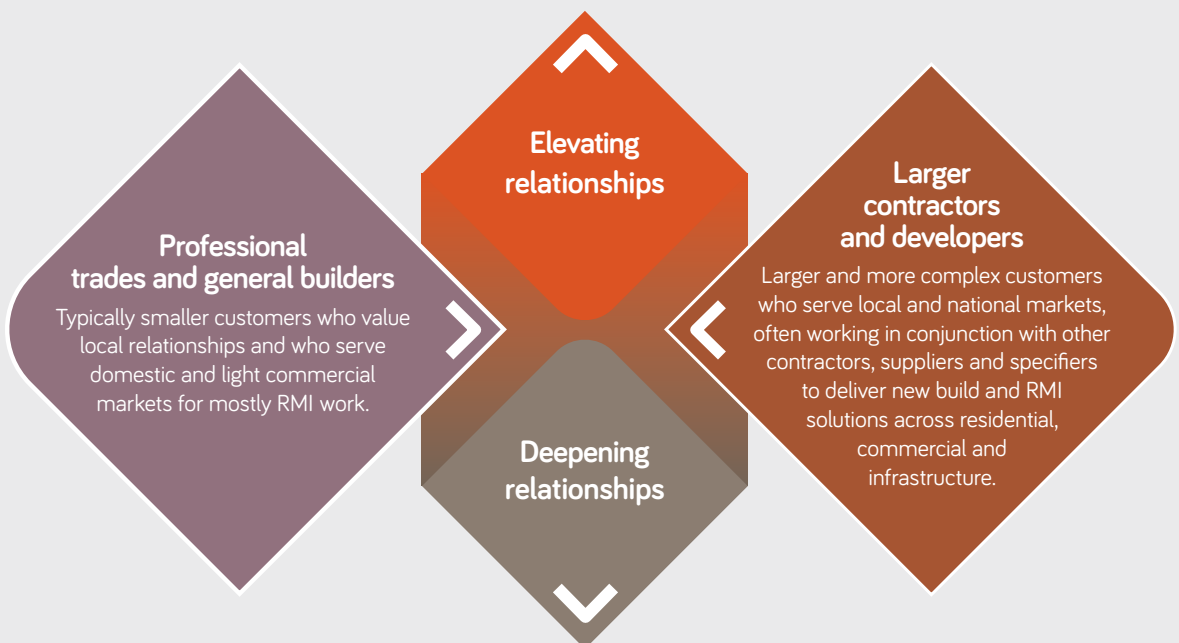 Elevating
relationships
Professional
trades and general builders
Typically smaller customers who value
local relationships and who serve
domestic and light commercial
markets for mostly RMI work.
Larger
contractors
and developers
Larger and more complex customers
who serve local and national markets,
often working in conjunction with other
contractors, suppliers and specifiers
to deliver new build and RMI
solutions across residential,
commercial and
infrastructure.
Deepening
relationships